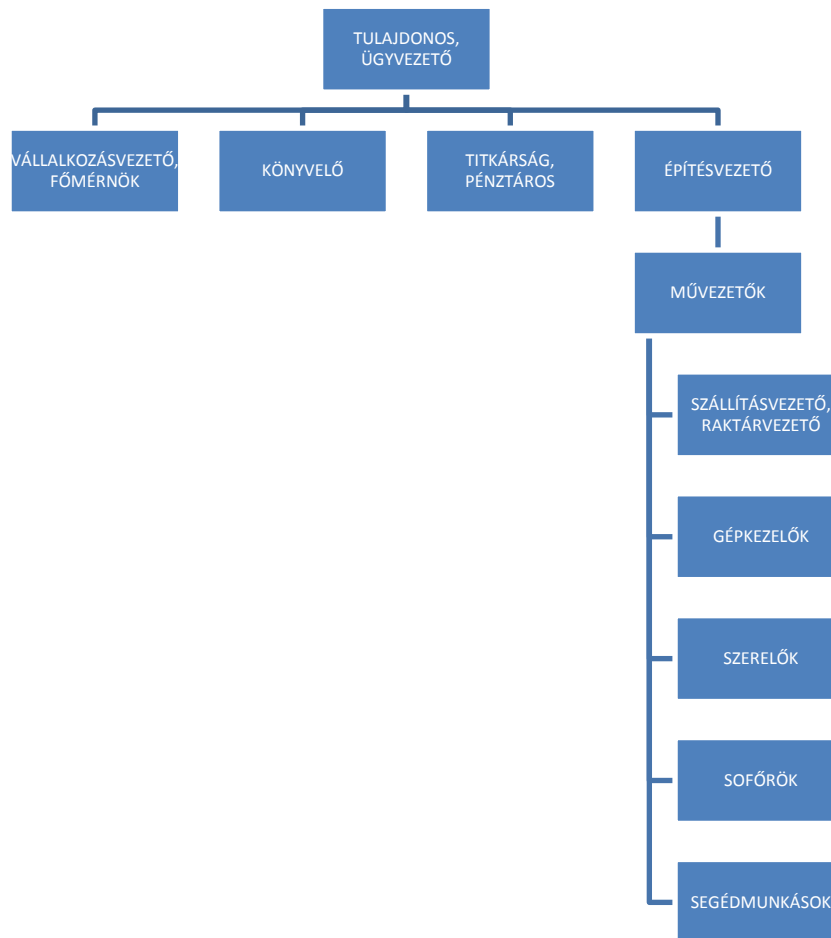 TULAJDONOS,
ÜGYVEZETŐ
VÁLLALKOZÁSVEZETŐ,
FŐMÉRNÖK
KÖNYVELŐ
TITKÁRSÁG,
PÉNZTÁROS
ÉPÍTÉSVEZETŐ
MŰVEZETŐK
SZÁLLÍTÁSVEZETŐ,
RAKTÁRVEZETŐ
GÉPKEZELŐK
SZERELŐK
SOFŐRÖK
SEGÉDMUNKÁSOK